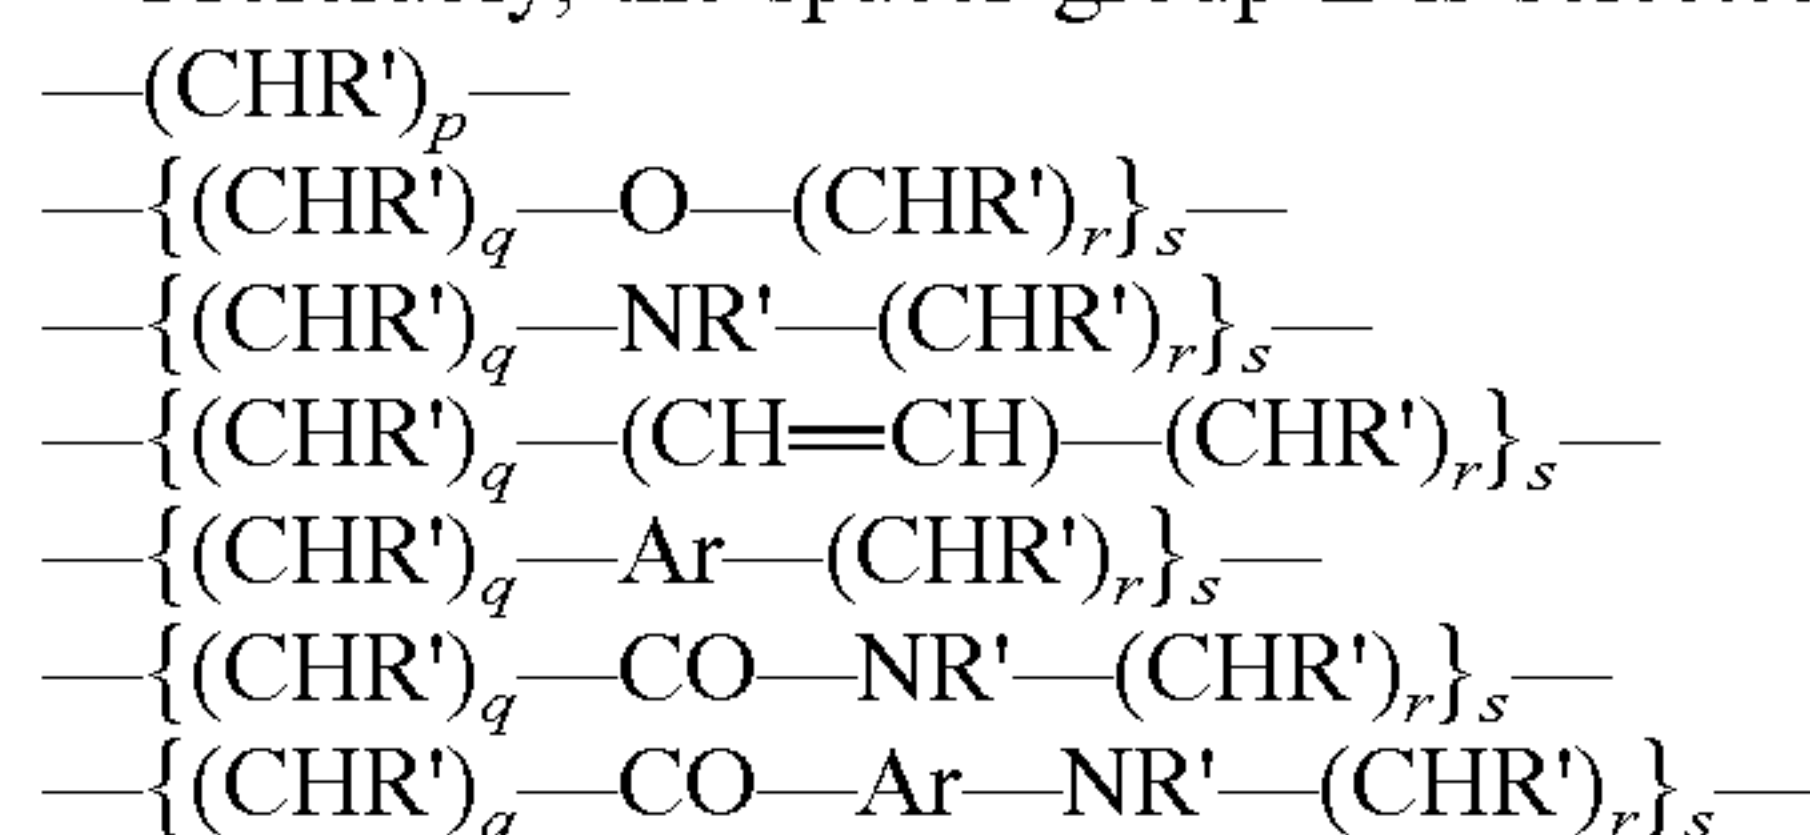 —(CHR')p—
—{(CHR')q—O—(CHR')r}s—
—{(CHR')q—NR'—(CHR')r}s—
—{(CHR')q—(CH=CH)—(CHR')r}s—
—{(CHR')q—Ar—(CHR')r}s—
—{(CHR')q—CO—NR'—(CHR')r}s—
—{(CHR')q—CO—Ar—NR'—(CHR')r}s—